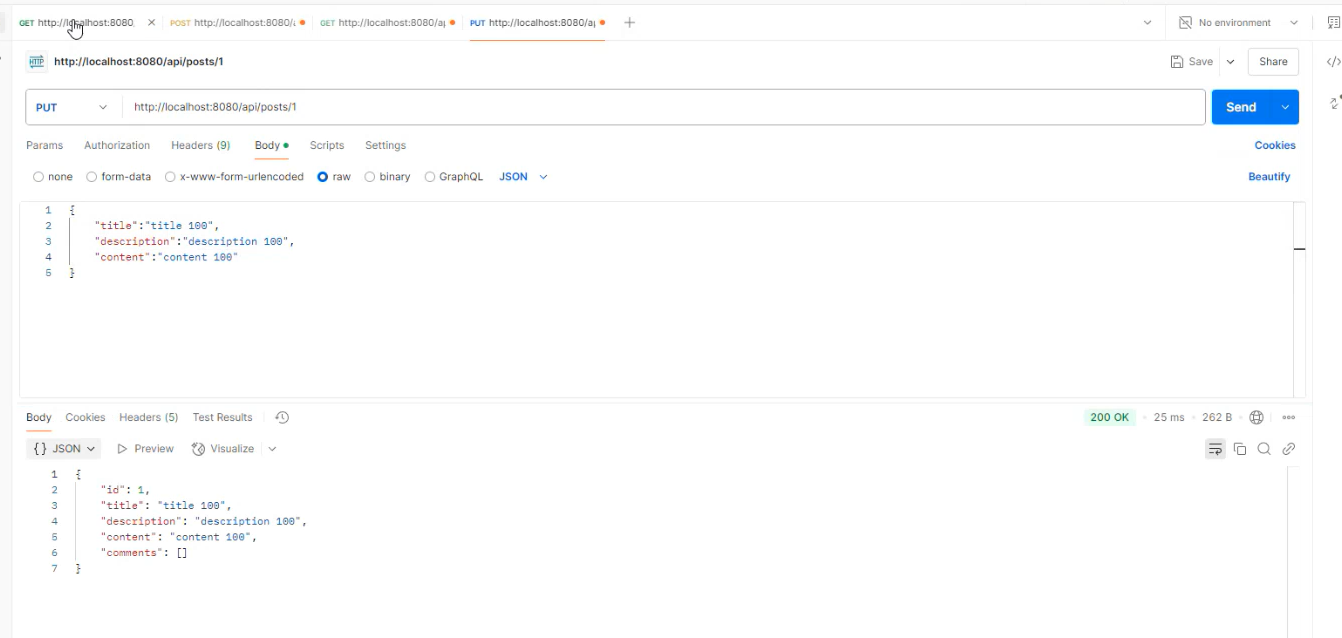 GET http://localhost:8080, POST http://localhost:8080/a GET http://localhost:8080/ap PUT http://localhost:8080/ap No environment
HTTP http://localhost:8080/api/posts/1 Save Share
PUT http://localhost:8080/api/posts/1 Send
Params Authorization Headers (9) Body Scripts Settings Cookies
none form-data x-www-form-urlencoded raw binary GraphQL JSON Beautify
1 {
2 "title":"title 100",
3 "description":"description 100",
4 "content":"content 100"
5 }
Body Cookies Headers (5) Test Results 200 OK 25 ms 262 B
{} JSON Preview Visualize
1 {
2 "id": 1,
3 "title": "title 100",
4 "description": "description 100",
5 "content": "content 100",
6 "comments": []
7 }